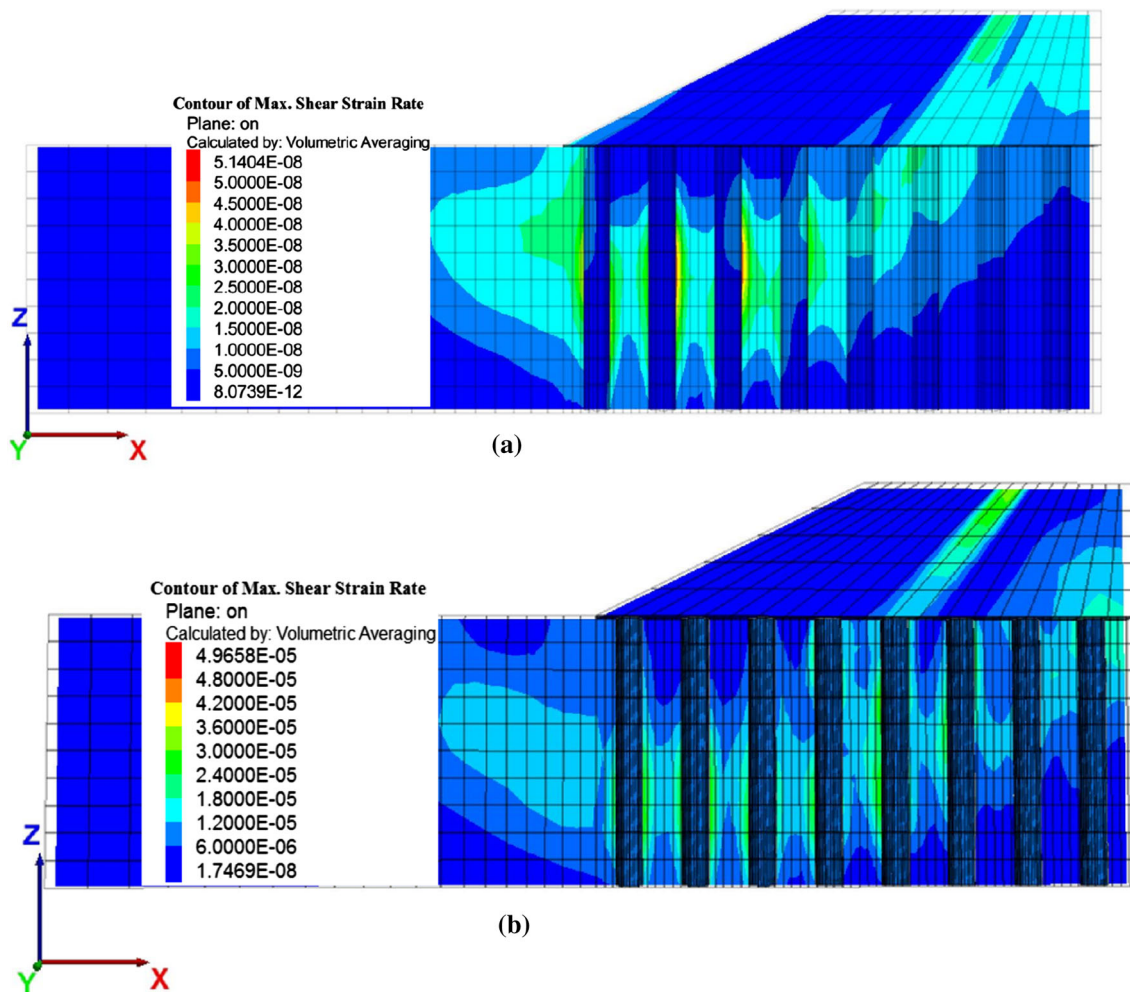 Contour of Max. Shear Strain Rate
Plane: on
Calculated by: Volumetric Averaging
5.1404E-08
5.0000E-08
4.5000E-08
4.0000E-08
3.5000E-08
3.0000E-08
2.5000E-08
2.0000E-08
1.5000E-08
1.0000E-08
5.0000E-09
8.0739E-12
Z
Y
X
(a)
Contour of Max. Shear Strain Rate
Plane: on
Calculated by: Volumetric Averaging
4.9658E-05
4.8000E-05
4.2000E-05
3.6000E-05
3.0000E-05
2.4000E-05
1.8000E-05
1.2000E-05
6.0000E-06
1.7469E-08
Z
Y
X
(b)